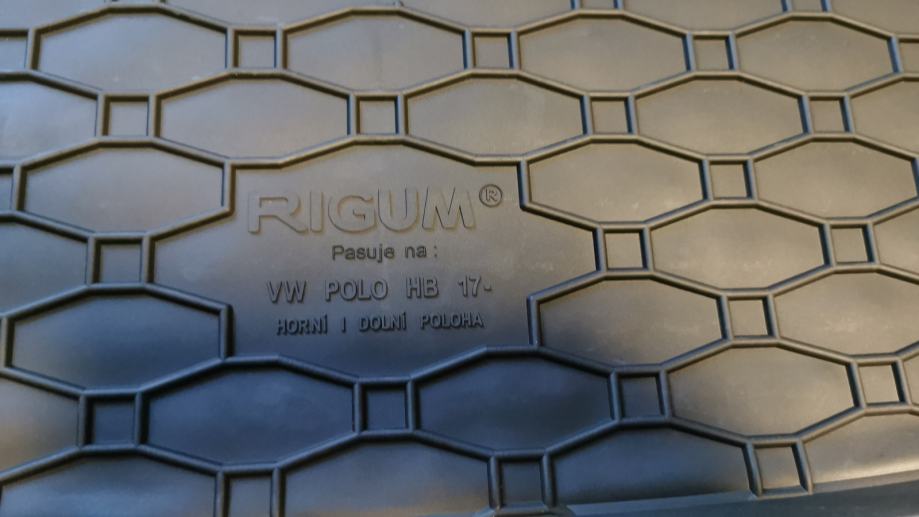 RIGUM®
Pasuje na :
VW POLO HB 17-
HORNÍ I DOLNÍ POLOHA